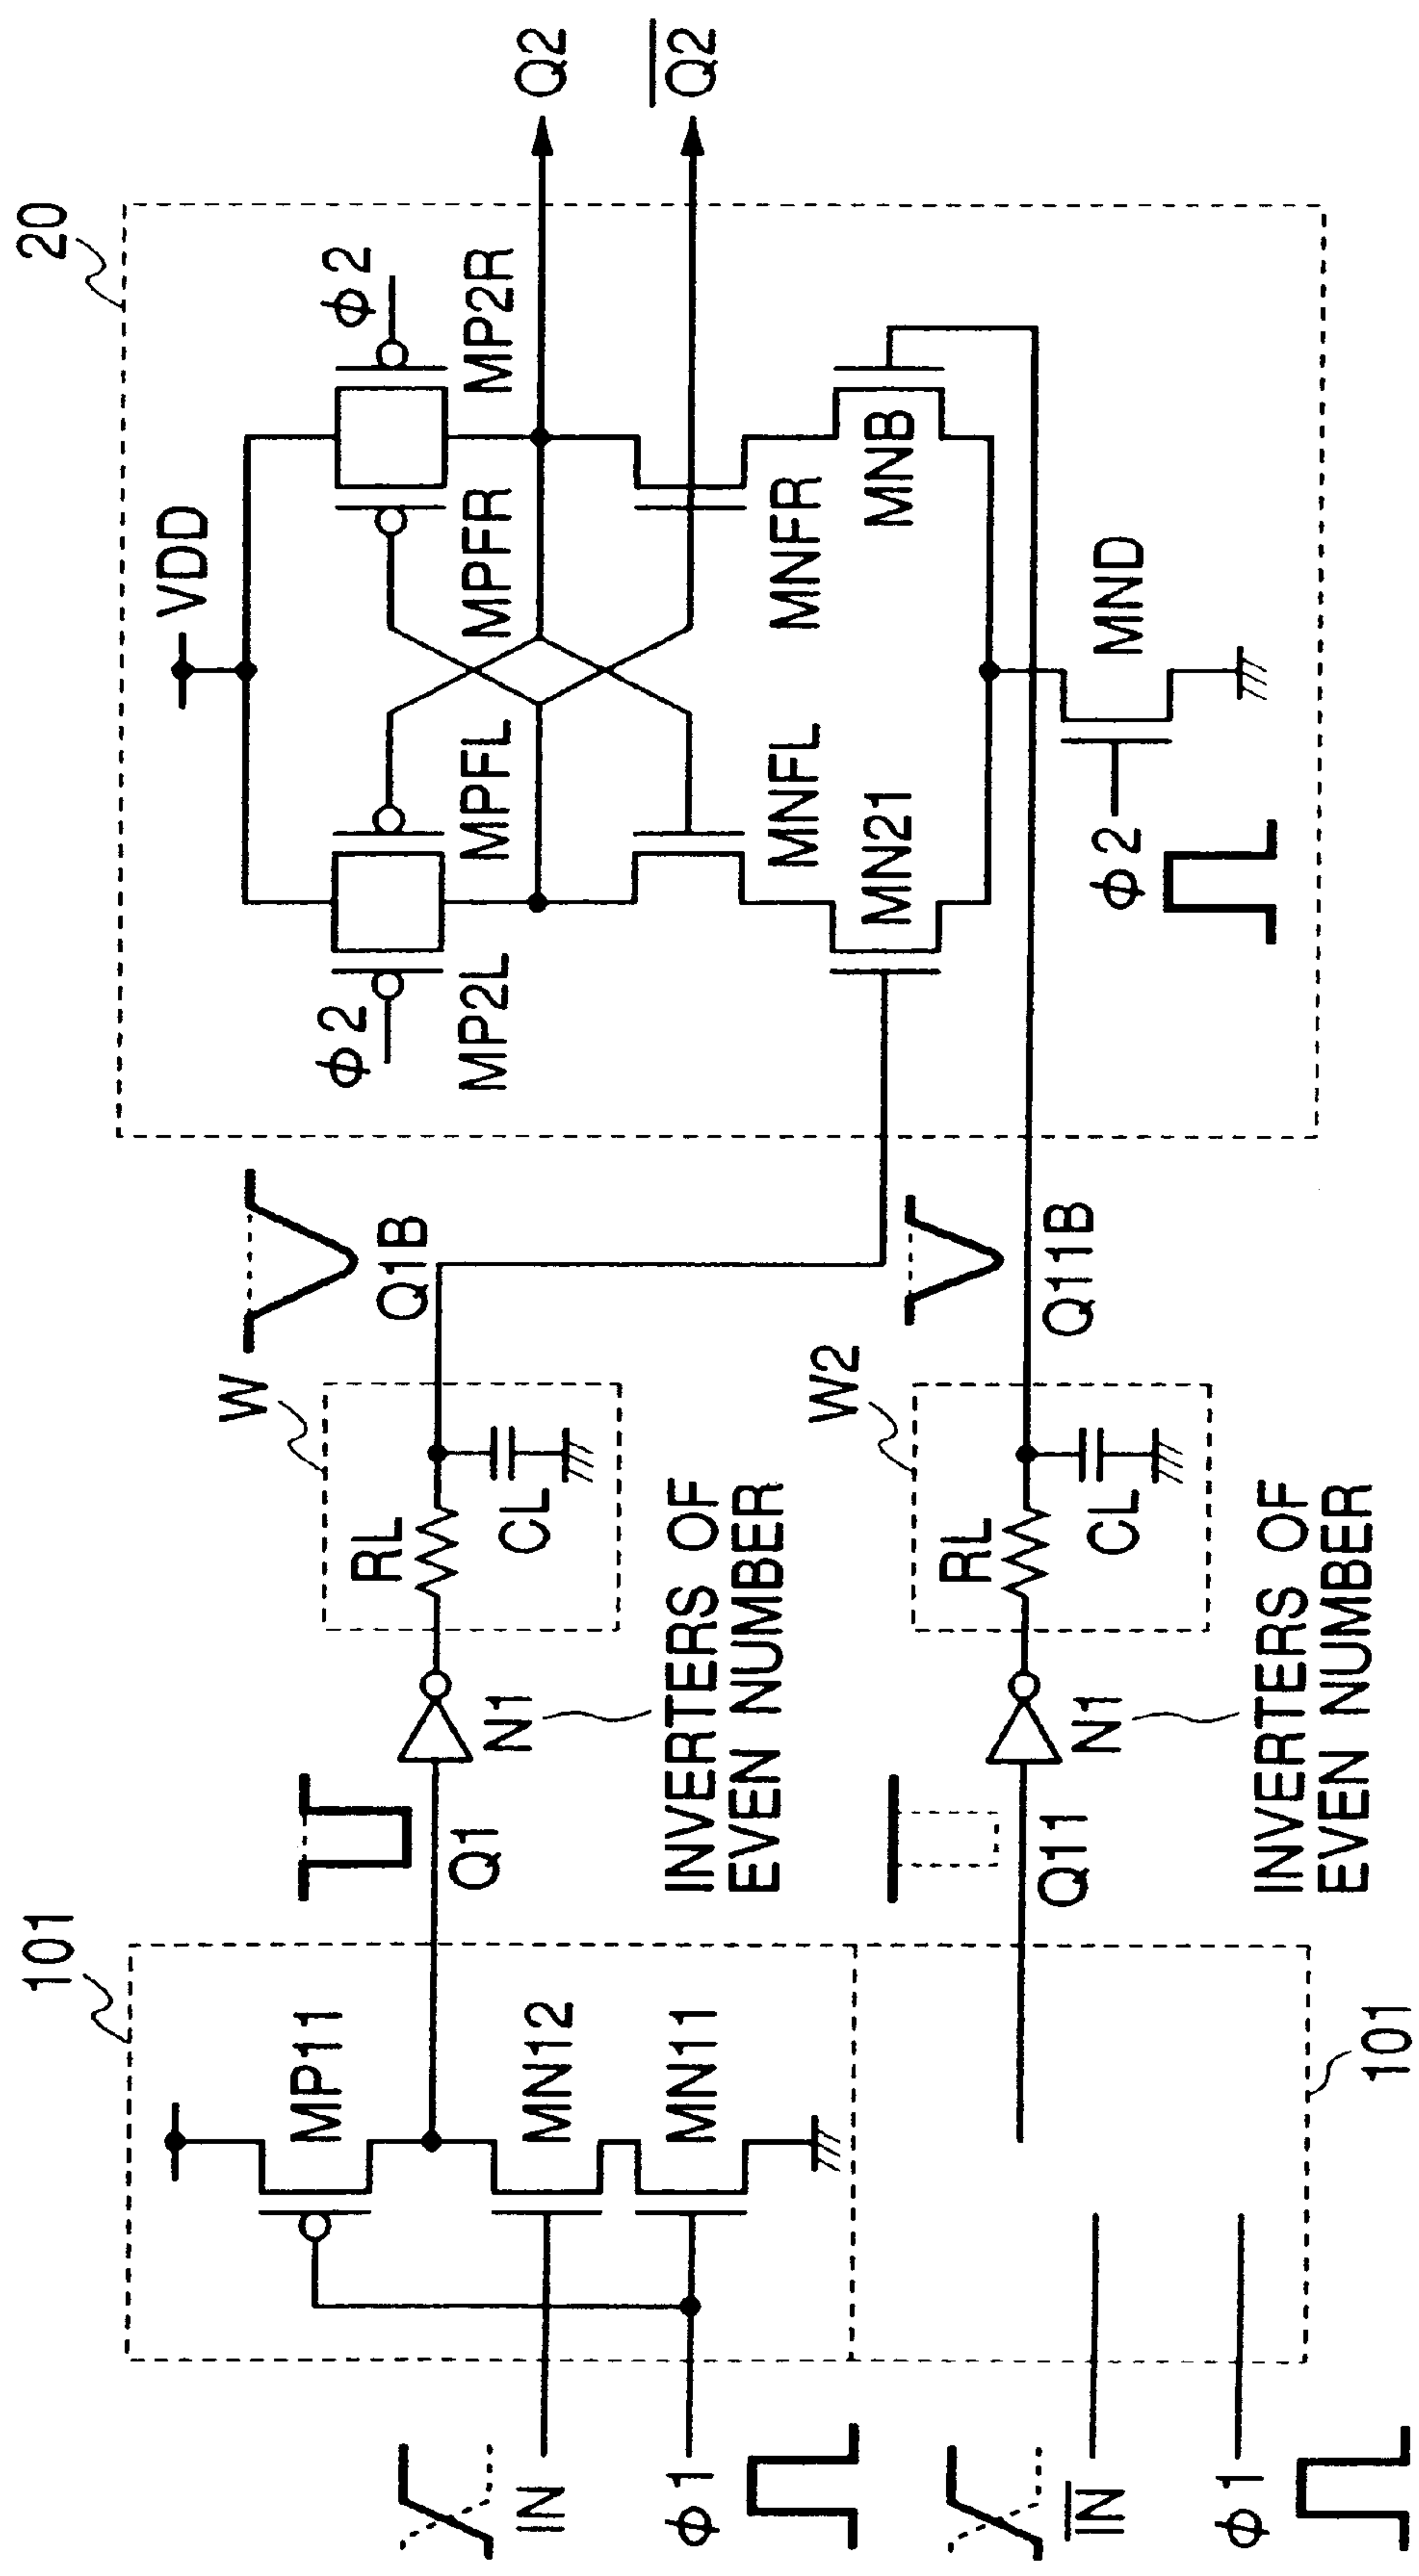 101
MP11
MN12
MN11
IN
ϕ1
Q1
N1
INVERTERS OF
EVEN NUMBER
W
RL
CL
Q1B
I̅N̅
ϕ1
101
Q11
N1
INVERTERS OF
EVEN NUMBER
W2
RL
CL
Q11B
20
VDD
ϕ2
MP2L
MPFL
MPFR
MP2R
ϕ2
MNFL
MNFR
MN21
MNB
ϕ2
MND
Q2
Q̅2̅